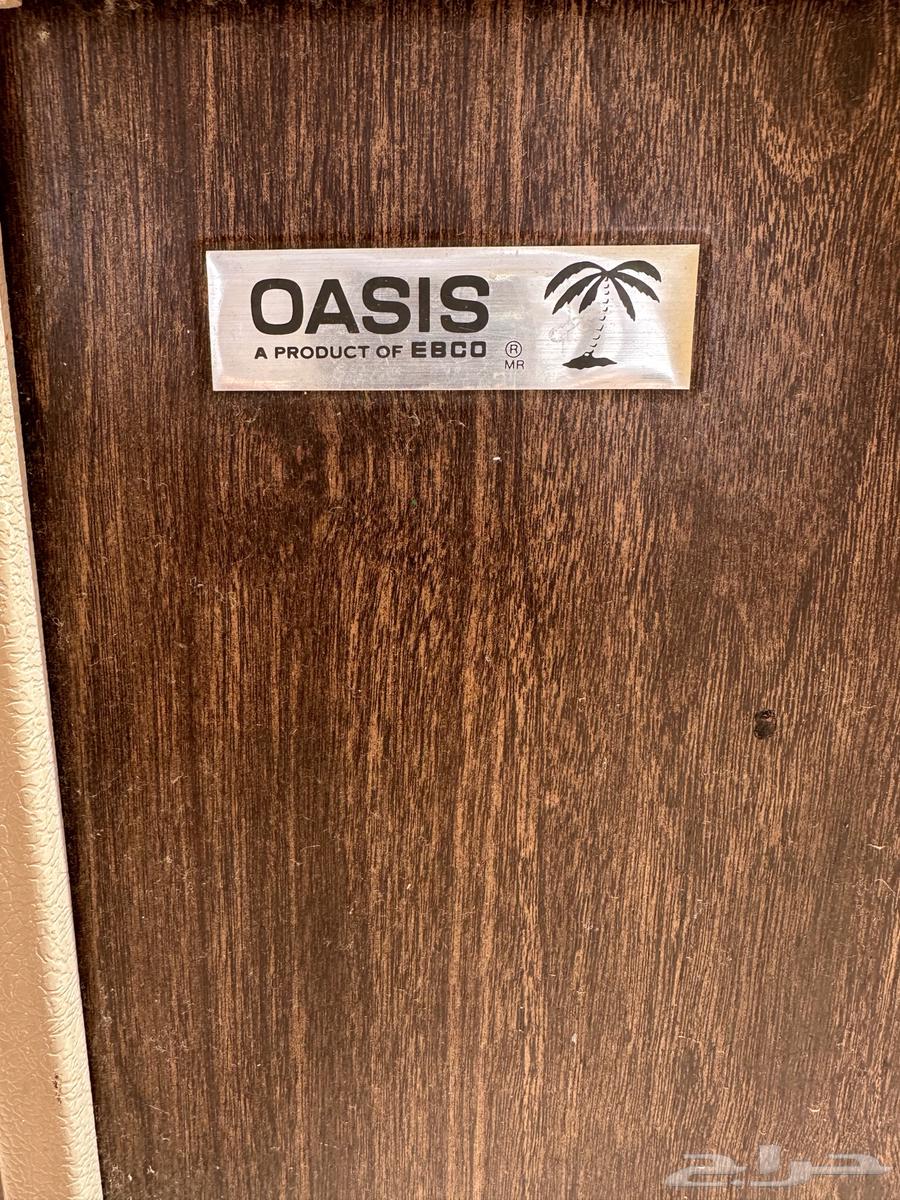 OASIS
A PRODUCT OF EBCO ®
MR
حراج